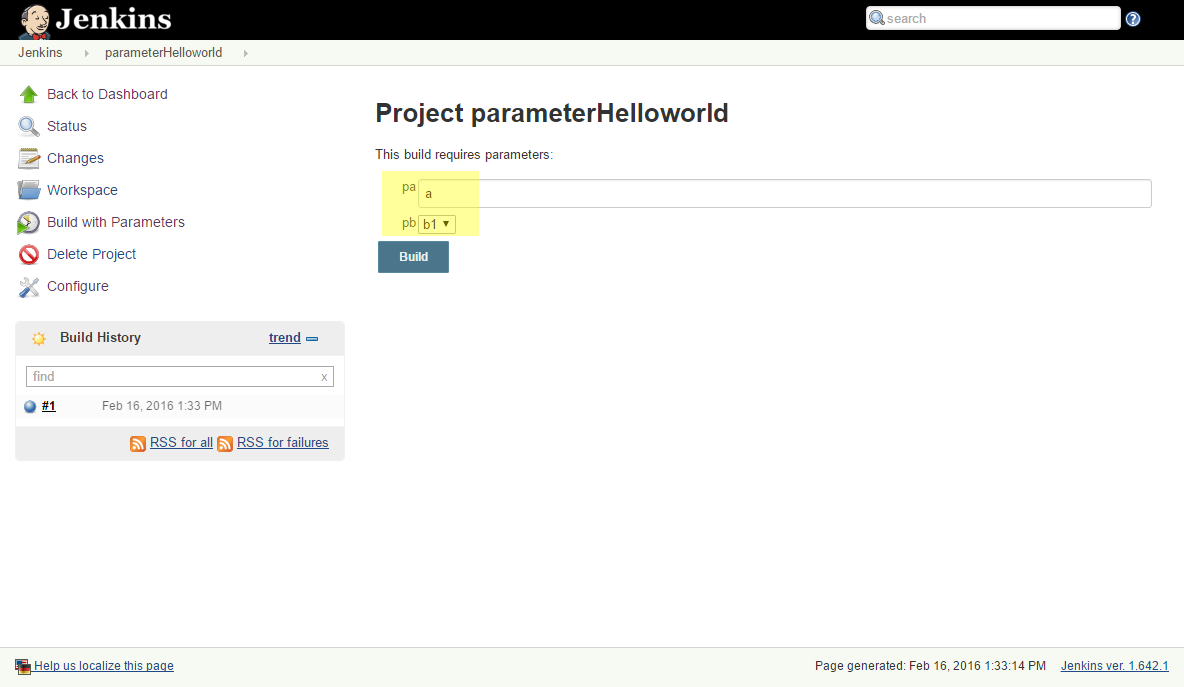 Jenkins
search
?
Jenkins parameterHelloworld
Back to Dashboard
Status
Changes
Workspace
Build with Parameters
Delete Project
Configure
Build History trend
find x
#1 Feb 16, 2016 1:33 PM
RSS for all RSS for failures
Project parameterHelloworld
This build requires parameters:
pa a
pb b1
Build
Help us localize this page
Page generated: Feb 16, 2016 1:33:14 PM Jenkins ver. 1.642.1